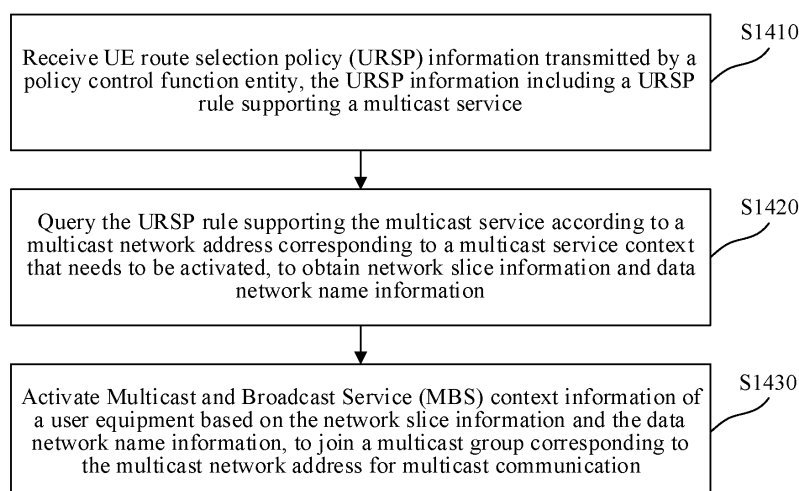 S1410
Receive UE route selection policy (URSP) information transmitted by a
policy control function entity, the URSP information including a URSP
rule supporting a multicast service
S1420
Query the URSP rule supporting the multicast service according to a
multicast network address corresponding to a multicast service context
that needs to be activated, to obtain network slice information and data
network name information
S1430
Activate Multicast and Broadcast Service (MBS) context information of
a user equipment based on the network slice information and the data
network name information, to join a multicast group corresponding to
the multicast network address for multicast communication